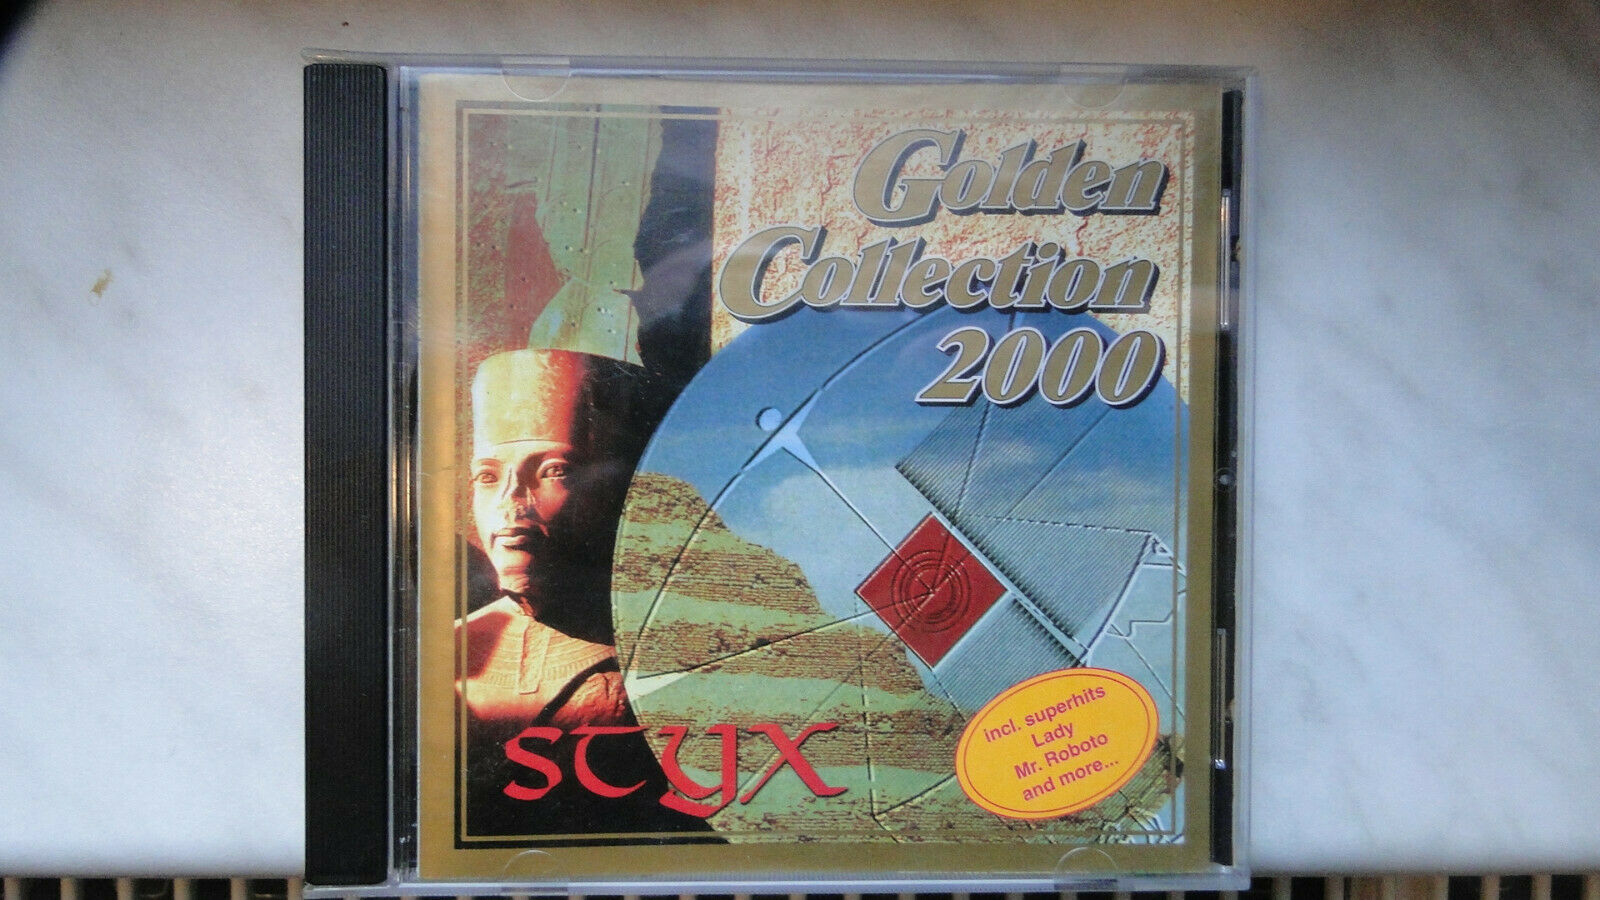 Golden
Collection
2000
styx
incl. superhits
Lady
Mr. Roboto
and more...